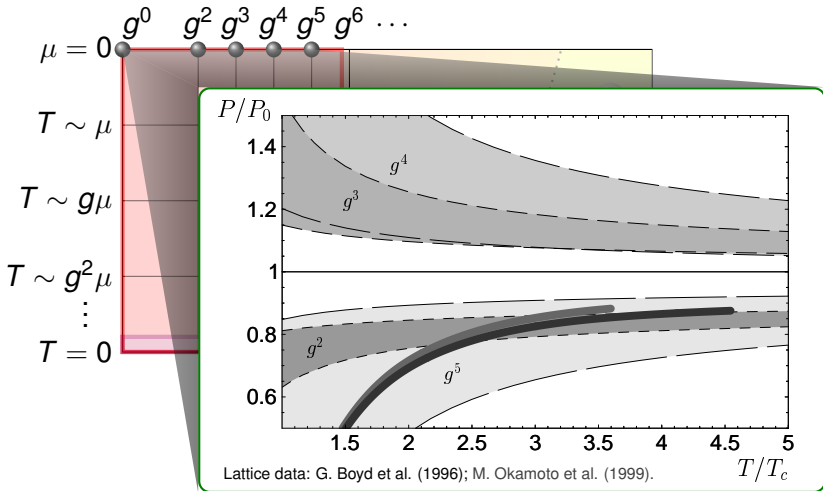 g⁰ g² g³ g⁴ g⁵ g⁶ ⋯
μ = 0
T ∼ μ
T ∼ gμ
T ∼ g²μ
⋮
T = 0
P/P₀
1.4
1.2
1
0.8
0.6
g⁴
g³
g²
g⁵
1.5 2 2.5 3 3.5 4 4.5 5
T/T_c
Lattice data: G. Boyd et al. (1996); M. Okamoto et al. (1999).